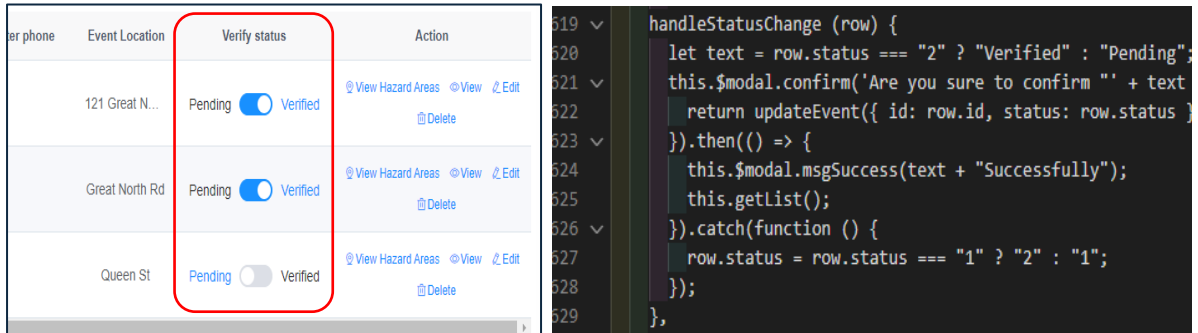 ter phone Event Location Verify status Action
121 Great N... Pending Verified View Hazard Areas View Edit
Delete
Great North Rd Pending Verified View Hazard Areas View Edit
Delete
Queen St Pending Verified View Hazard Areas View Edit
Delete
619 handleStatusChange (row) {
620 let text = row.status === "2" ? "Verified" : "Pending";
621 this.$modal.confirm('Are you sure to confirm "' + text
622 return updateEvent({ id: row.id, status: row.status }
623 }).then(() => {
624 this.$modal.msgSuccess(text + "Successfully");
625 this.getList();
626 }).catch(function () {
627 row.status = row.status === "1" ? "2" : "1";
628 });
629 },